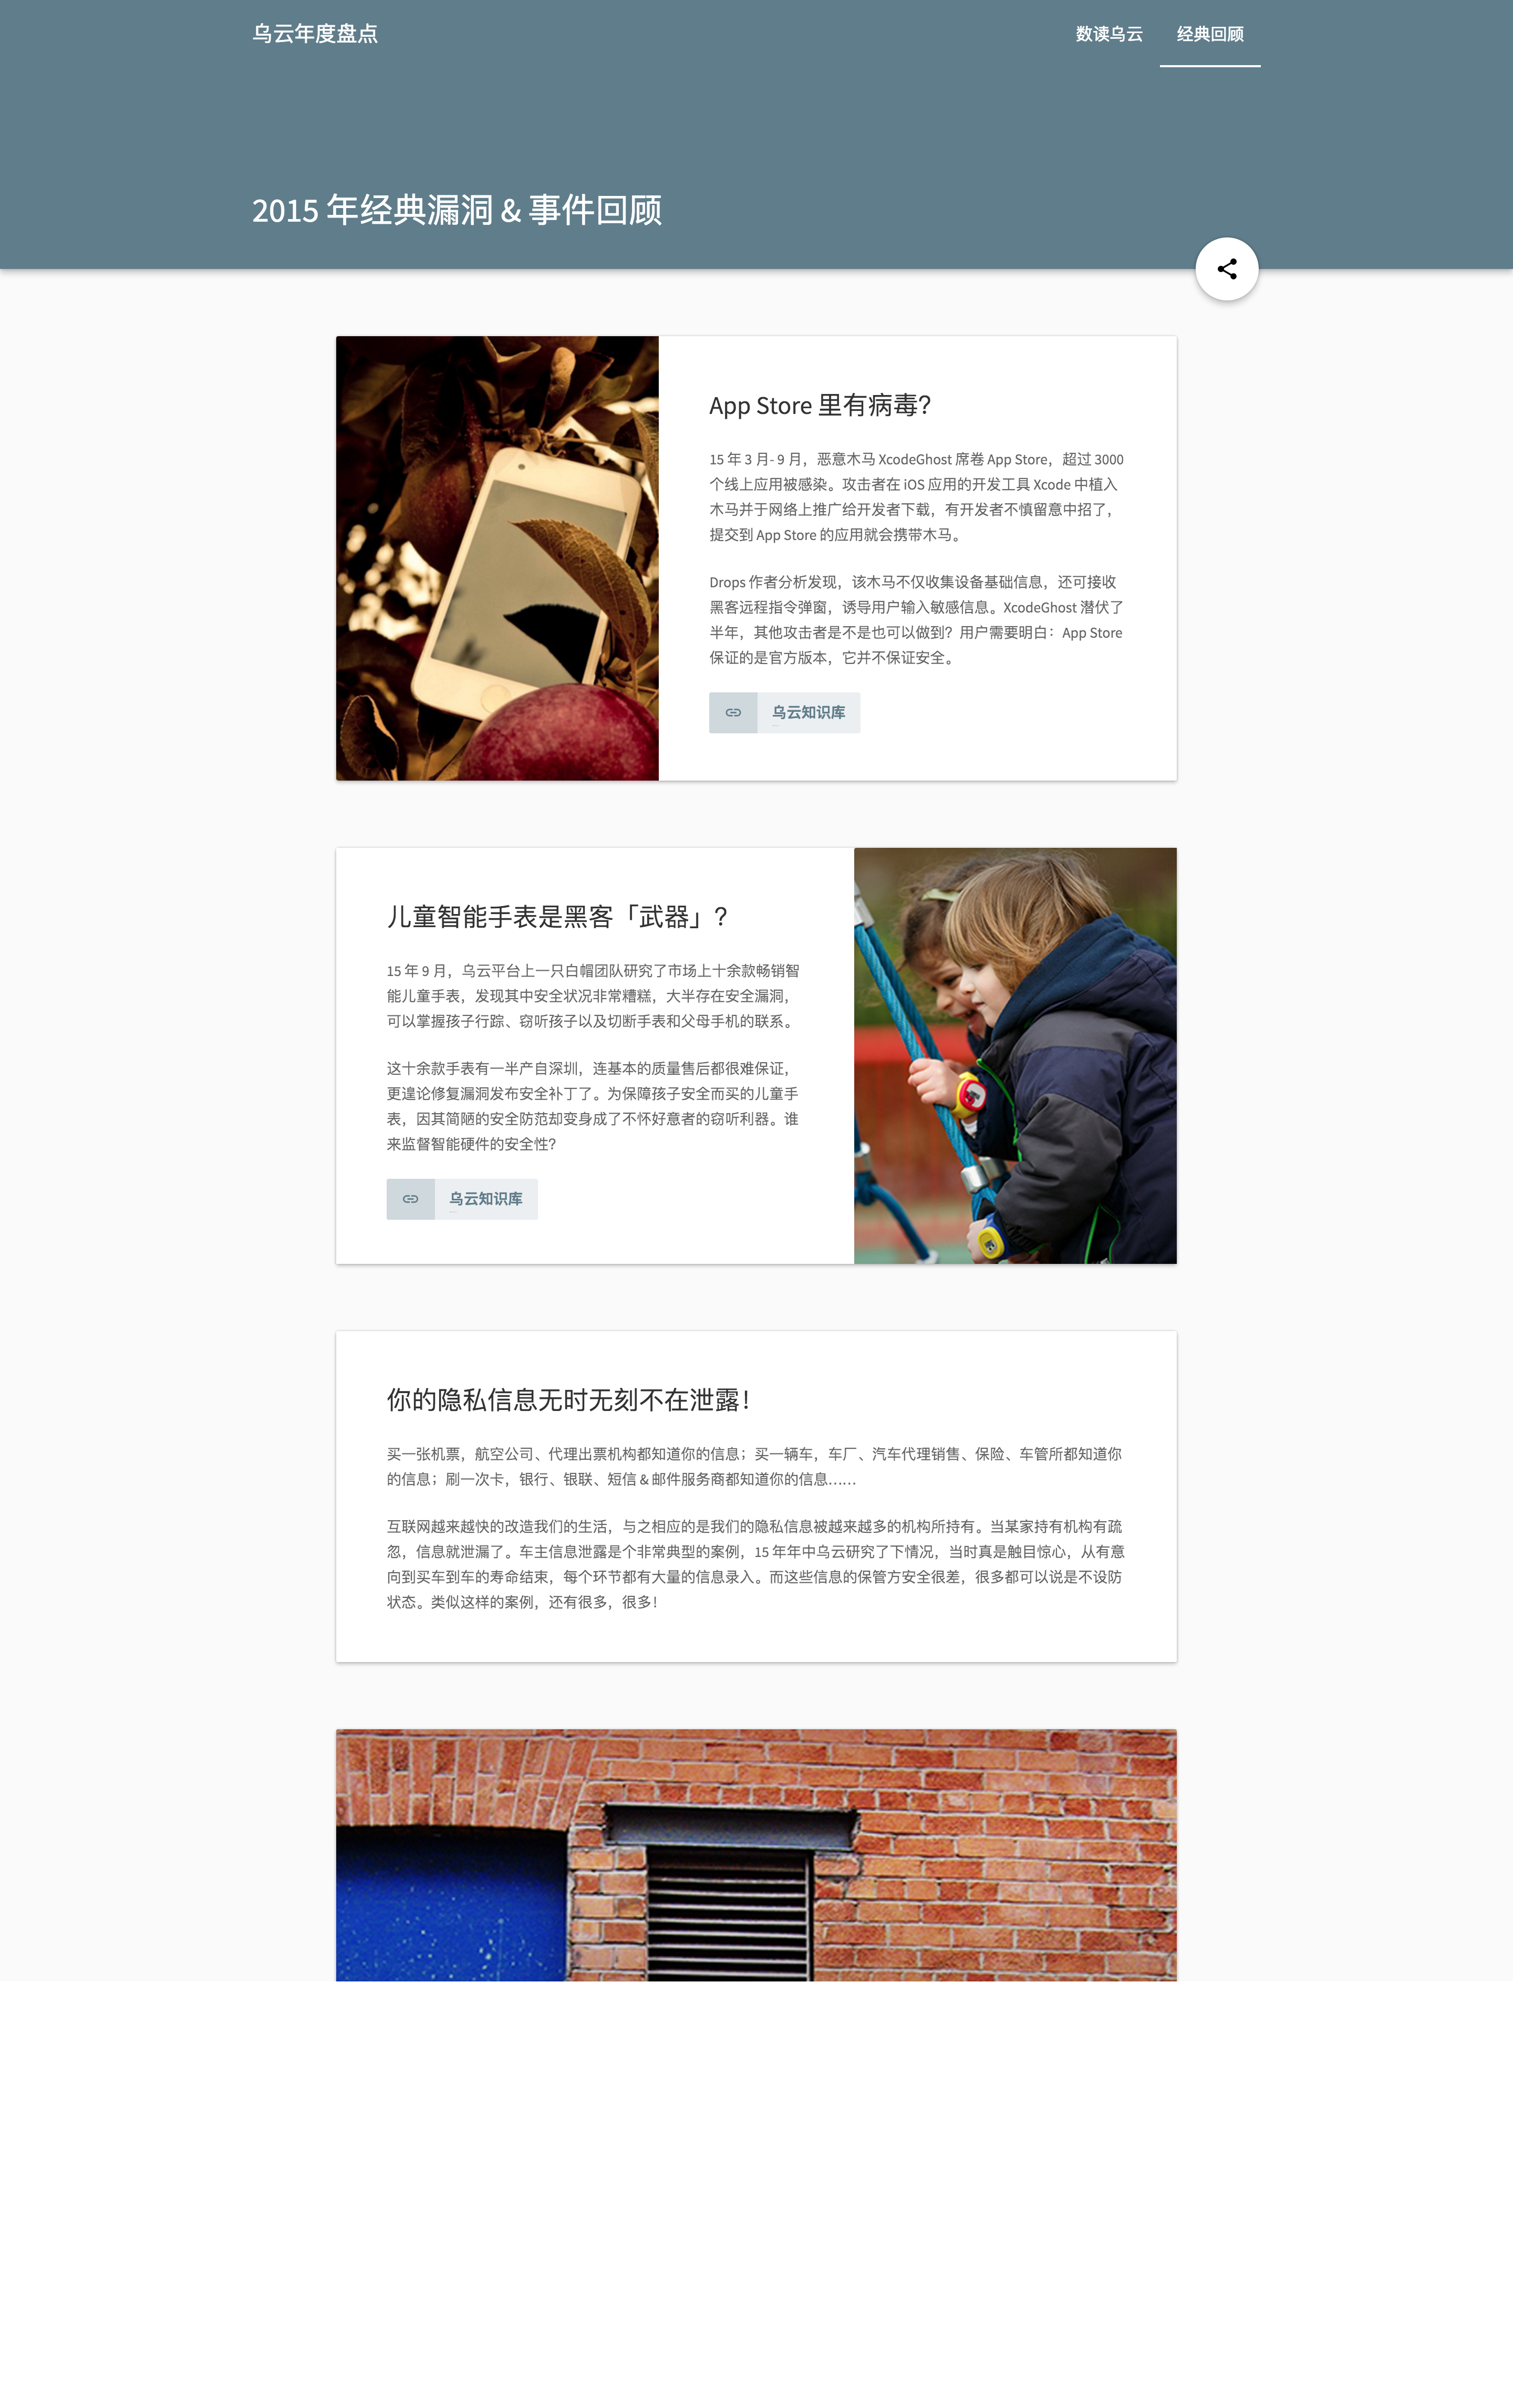 乌云年度盘点
数读乌云
经典回顾
2015 年经典漏洞 & 事件回顾
App Store 里有病毒？
15 年 3 月- 9 月，恶意木马 XcodeGhost 席卷 App Store，超过 3000
个线上应用被感染。攻击者在 iOS 应用的开发工具 Xcode 中植入
木马并于网络上推广给开发者下载，有开发者不慎留意中招了，
提交到 App Store 的应用就会携带木马。
Drops 作者分析发现，该木马不仅收集设备基础信息，还可接收
黑客远程指令弹窗，诱导用户输入敏感信息。XcodeGhost 潜伏了
半年，其他攻击者是不是也可以做到？用户需要明白：App Store
保证的是官方版本，它并不保证安全。
乌云知识库
儿童智能手表是黑客「武器」？
15 年 9 月，乌云平台上一只白帽团队研究了市场上十余款畅销智
能儿童手表，发现其中安全状况非常糟糕，大半存在安全漏洞，
可以掌握孩子行踪、窃听孩子以及切断手表和父母手机的联系。
这十余款手表有一半产自深圳，连基本的质量售后都很难保证，
更遑论修复漏洞发布安全补丁了。为保障孩子安全而买的儿童手
表，因其简陋的安全防范却变身成了不怀好意者的窃听利器。谁
来监督智能硬件的安全性？
乌云知识库
你的隐私信息无时无刻不在泄露！
买一张机票，航空公司、代理出票机构都知道你的信息；买一辆车，车厂、汽车代理销售、保险、车管所都知道你
的信息；刷一次卡，银行、银联、短信 & 邮件服务商都知道你的信息……
互联网越来越快的改造我们的生活，与之相应的是我们的隐私信息被越来越多的机构所持有。当某家持有机构有疏
忽，信息就泄漏了。车主信息泄露是个非常典型的案例，15 年年中乌云研究了下情况，当时真是触目惊心，从有意
向到买车到车的寿命结束，每个环节都有大量的信息录入。而这些信息的保管方安全很差，很多都可以说是不设防
状态。类似这样的案例，还有很多，很多！